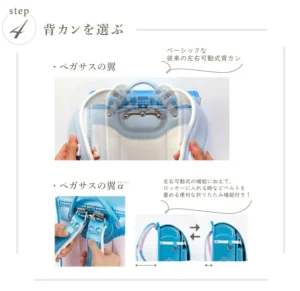 step
4
背カンを選ぶ
・ペガサスの翼
ベーシックな
従来の左右可動式背カン
・ペガサスの翼α
左右可動式の機能に加えて、
ロッカーに入れる時などベルトを
畳める便利な折りたたみ機能付き！